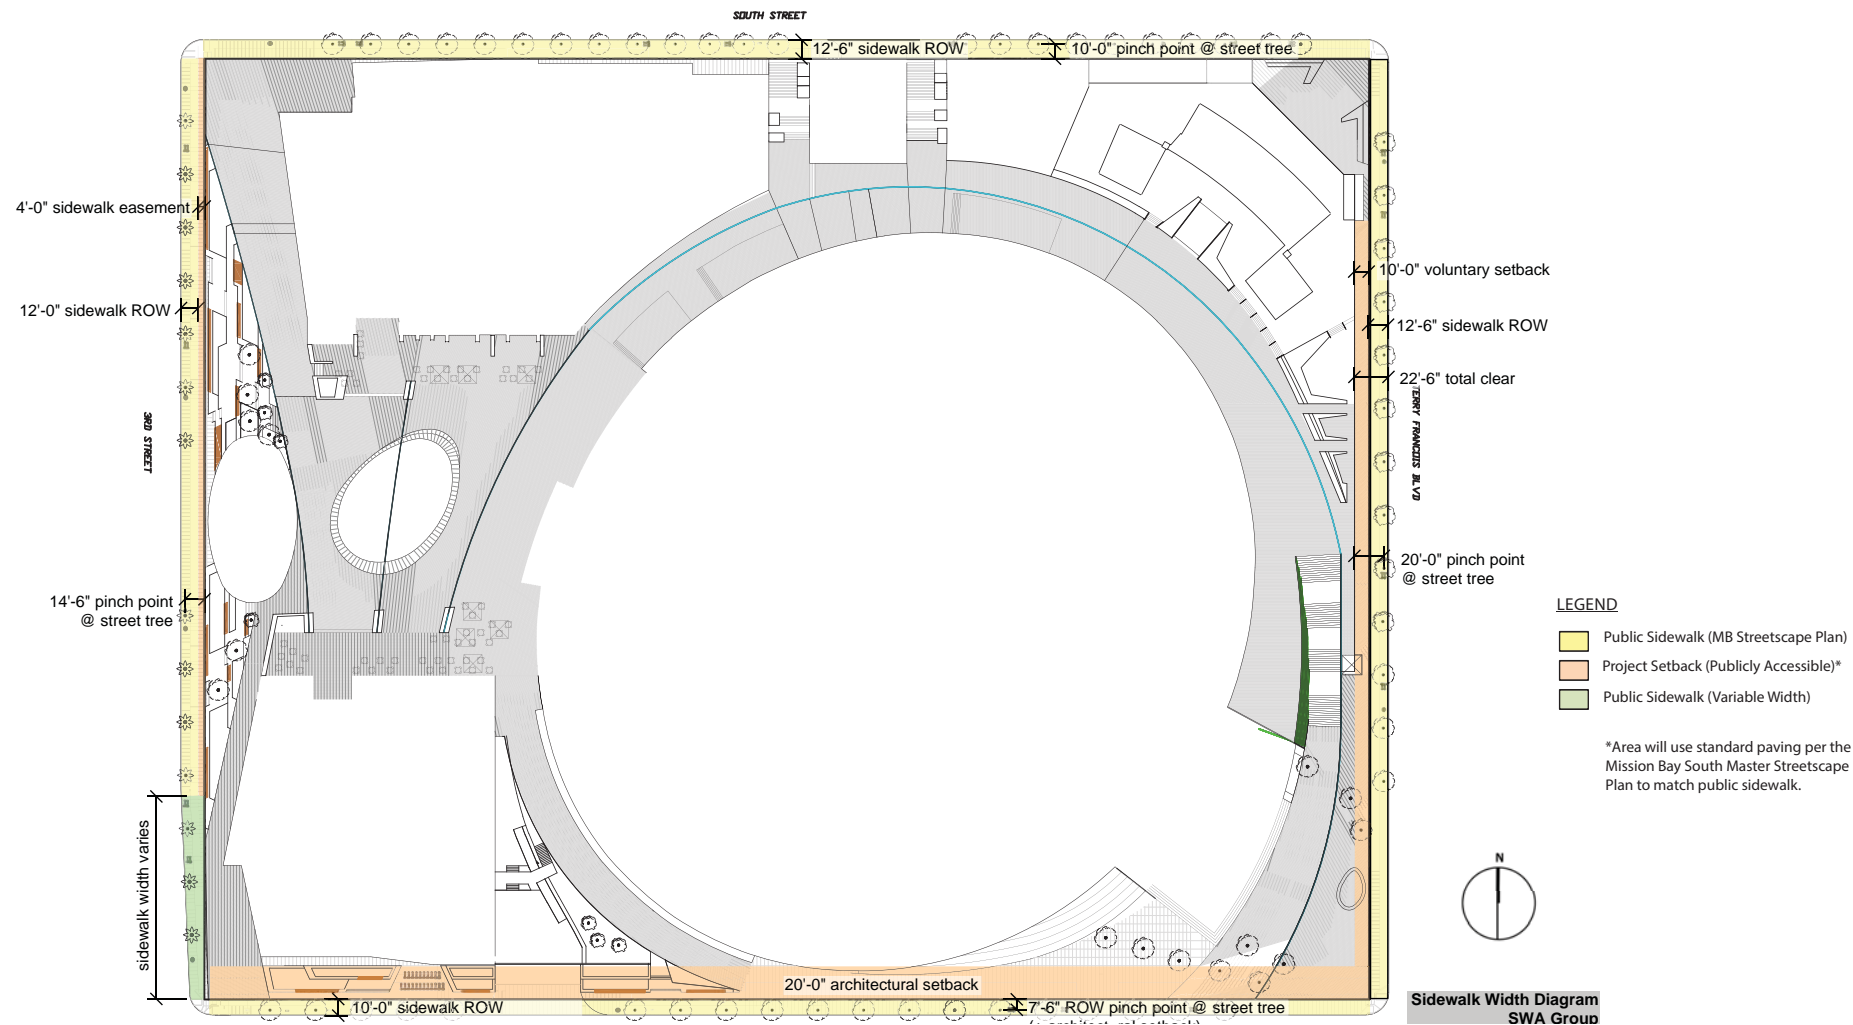 SOUTH STREET
12'-6" sidewalk ROW
10'-0" pinch point @ street tree
4'-0" sidewalk easement
10'-0" voluntary setback
12'-0" sidewalk ROW
12'-6" sidewalk ROW
22'-6" total clear
3RD STREET
TERRY FRANCOIS BLVD
20'-0" pinch point
@ street tree
14'-6" pinch point
@ street tree
LEGEND
Public Sidewalk (MB Streetscape Plan)
Project Setback (Publicly Accessible)*
Public Sidewalk (Variable Width)
*Area will use standard paving per the
Mission Bay South Master Streetscape
Plan to match public sidewalk.
sidewalk width varies
N
20'-0" architectural setback
10'-0" sidewalk ROW
7'-6" ROW pinch point @ street tree
Sidewalk Width Diagram
SWA Group